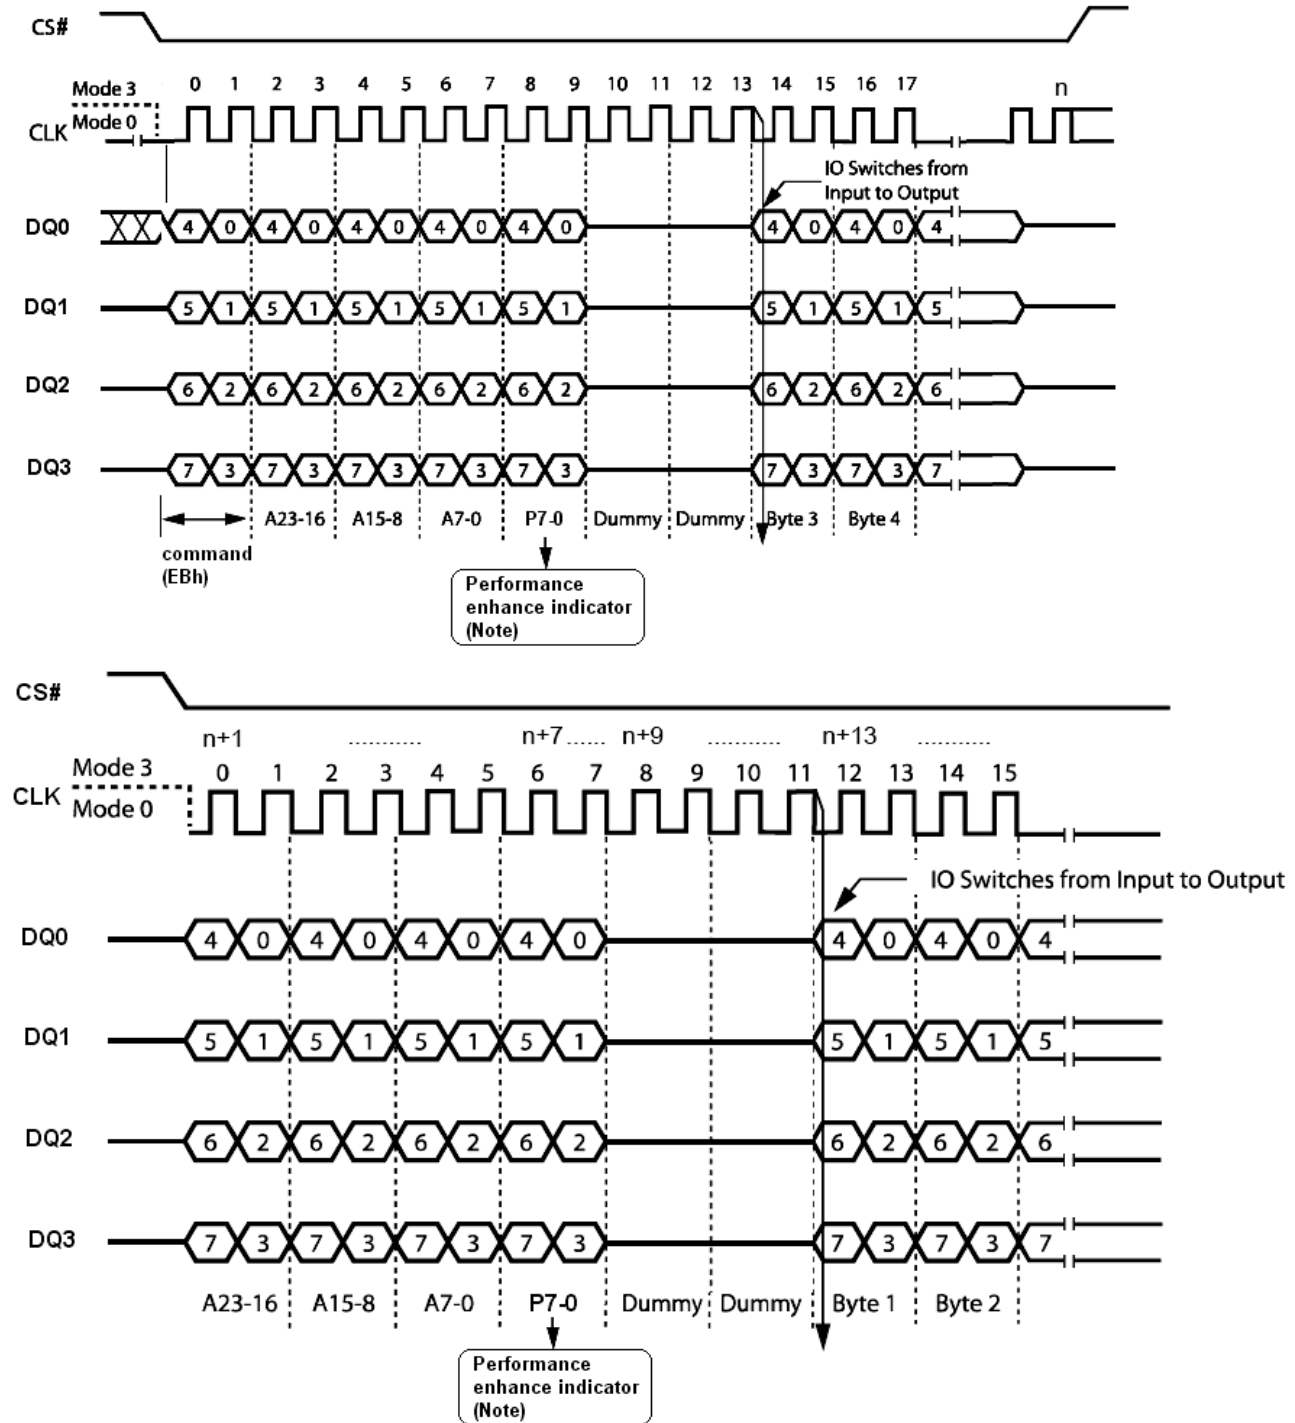 CS#
0 1 2 3 4 5 6 7 8 9 10 11 12 13 14 15 16 17 n
Mode 3
Mode 0
CLK
IO Switches from
Input to Output
DQ0 4 0 4 0 4 0 4 0 4 0 4 0 4 0 4
DQ1 5 1 5 1 5 1 5 1 5 1 5 1 5 1 5
DQ2 6 2 6 2 6 2 6 2 6 2 6 2 6 2 6
DQ3 7 3 7 3 7 3 7 3 7 3 7 3 7 3 7
A23-16 A15-8 A7-0 P7-0 Dummy Dummy Byte 3 Byte 4
command
(EBh)
Performance
enhance indicator
(Note)
CS#
n+1 ........... n+7 ...... n+9 ........... n+13 ...........
Mode 3
0 1 2 3 4 5 6 7 8 9 10 11 12 13 14 15
CLK
Mode 0
IO Switches from Input to Output
DQ0 4 0 4 0 4 0 4 0 4 0 4 0 4
DQ1 5 1 5 1 5 1 5 1 5 1 5 1 5
DQ2 6 2 6 2 6 2 6 2 6 2 6 2 6
DQ3 7 3 7 3 7 3 7 3 7 3 7 3 7
A23-16 A15-8 A7-0 P7-0 Dummy Dummy Byte 1 Byte 2
Performance
enhance indicator
(Note)